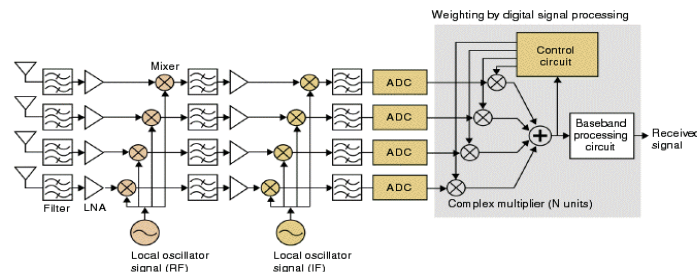 Weighting by digital signal processing
Control
circuit
Mixer
ADC
ADC
ADC
ADC
Baseband
processing
circuit
Received
signal
Filter
LNA
Complex multiplier (N units)
Local oscillator
signal (RF)
Local oscillator
signal (IF)